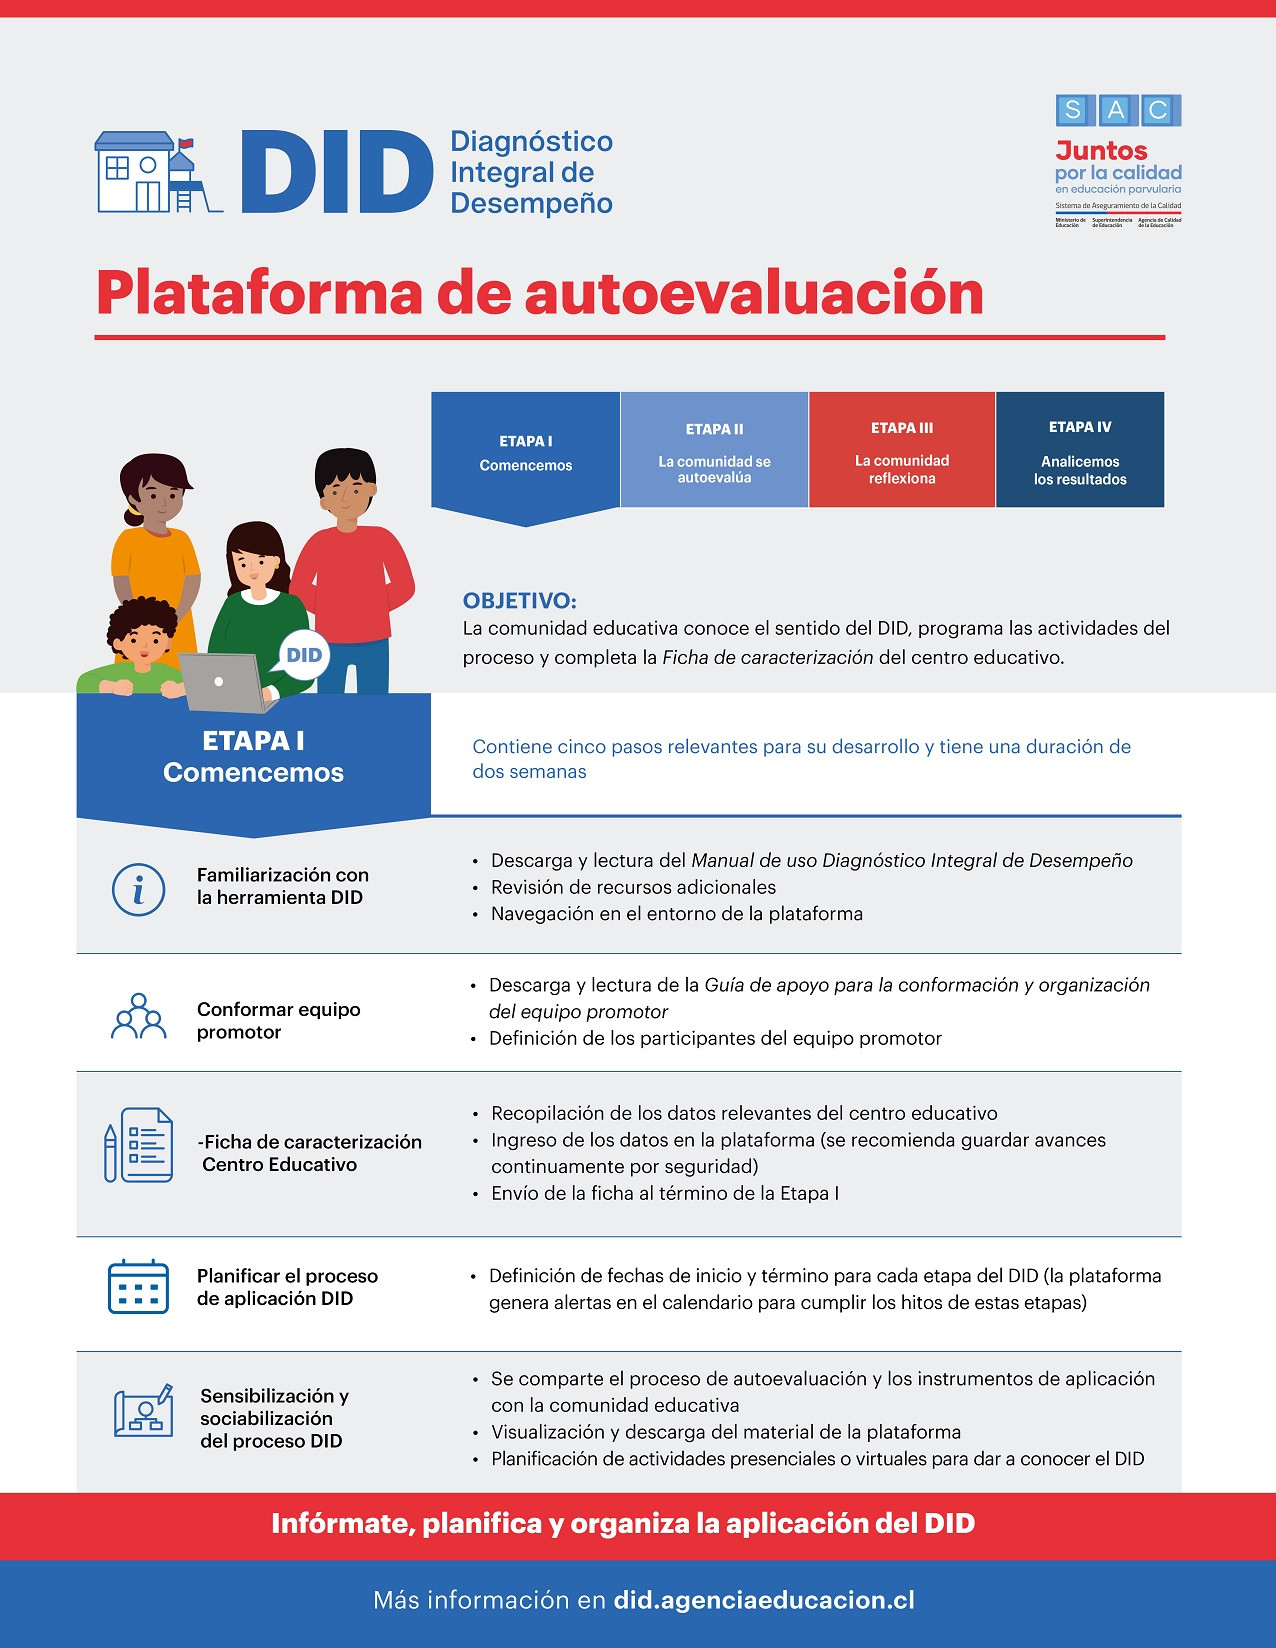 DID
Diagnóstico
Integral de
Desempeño
SAC
Juntos
por la calidad
en educación parvularia
Sistema de Aseguramiento de la Calidad
Ministerio de
Educación
Superintendencia
de Educación
Agencia de Calidad
de la Educación
Plataforma de autoevaluación
ETAPA I
Comencemos
ETAPA II
La comunidad se
autoevalúa
ETAPA III
La comunidad
reflexiona
ETAPA IV
Analicemos
los resultados
OBJETIVO:
La comunidad educativa conoce el sentido del DID, programa las actividades del
proceso y completa la Ficha de caracterización del centro educativo.
DID
ETAPA I
Comencemos
Contiene cinco pasos relevantes para su desarrollo y tiene una duración de
dos semanas
Familiarización con
la herramienta DID
• Descarga y lectura del Manual de uso Diagnóstico Integral de Desempeño
• Revisión de recursos adicionales
• Navegación en el entorno de la plataforma
Conformar equipo
promotor
• Descarga y lectura de la Guía de apoyo para la conformación y organización
del equipo promotor
• Definición de los participantes del equipo promotor
-Ficha de caracterización
Centro Educativo
• Recopilación de los datos relevantes del centro educativo
• Ingreso de los datos en la plataforma (se recomienda guardar avances
continuamente por seguridad)
• Envío de la ficha al término de la Etapa I
Planificar el proceso
de aplicación DID
• Definición de fechas de inicio y término para cada etapa del DID (la plataforma
genera alertas en el calendario para cumplir los hitos de estas etapas)
Sensibilización y
sociabilización
del proceso DID
• Se comparte el proceso de autoevaluación y los instrumentos de aplicación
con la comunidad educativa
• Visualización y descarga del material de la plataforma
• Planificación de actividades presenciales o virtuales para dar a conocer el DID
Infórmate, planifica y organiza la aplicación del DID
Más información en did.agenciaeducacion.cl